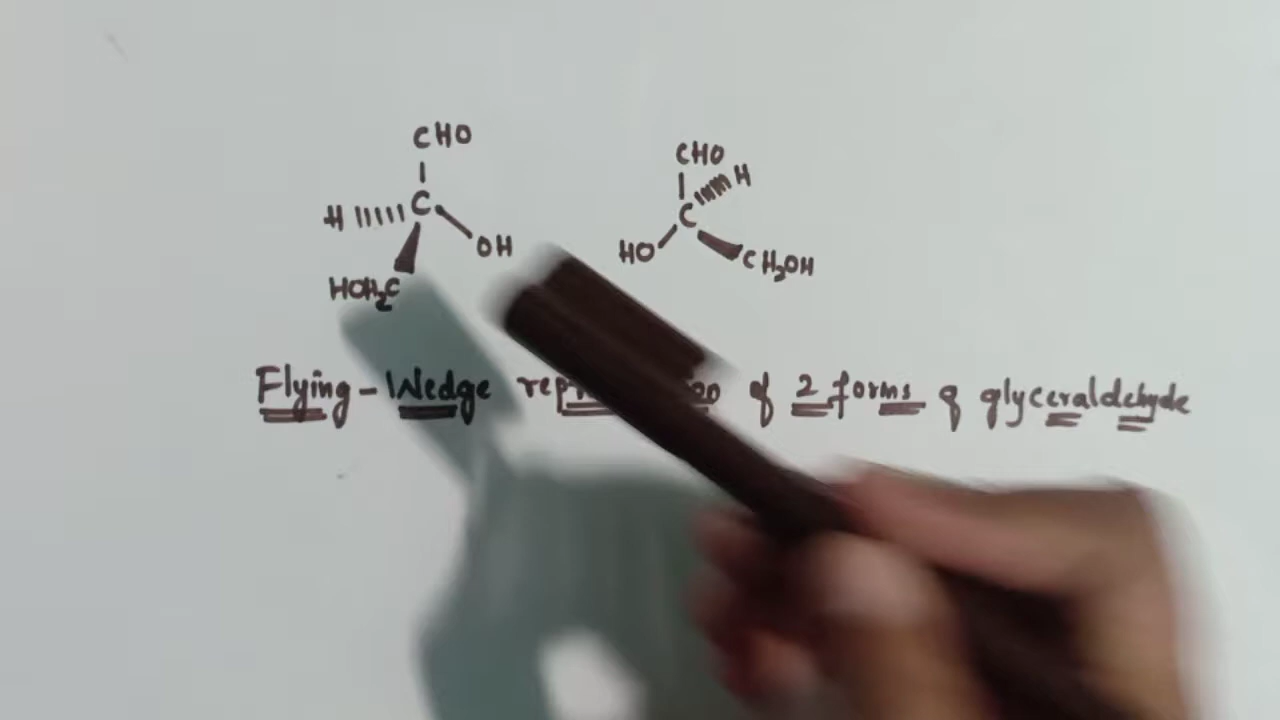 CHO CHO
H C OH C H
HOH₂C HO CH₂OH
Flying - Wedge of 2 forms of glyceraldehyde